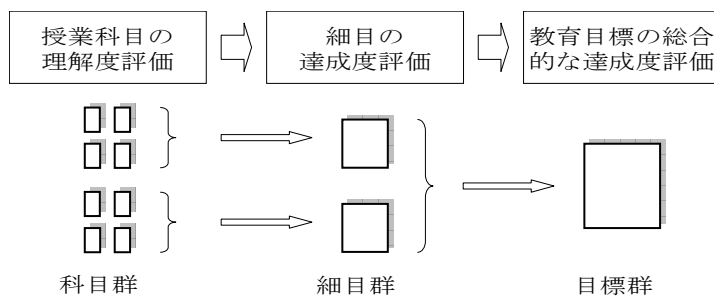 授業科目の
理解度評価
細目の
達成度評価
教育目標の総合
的な達成度評価
科目群
細目群
目標群